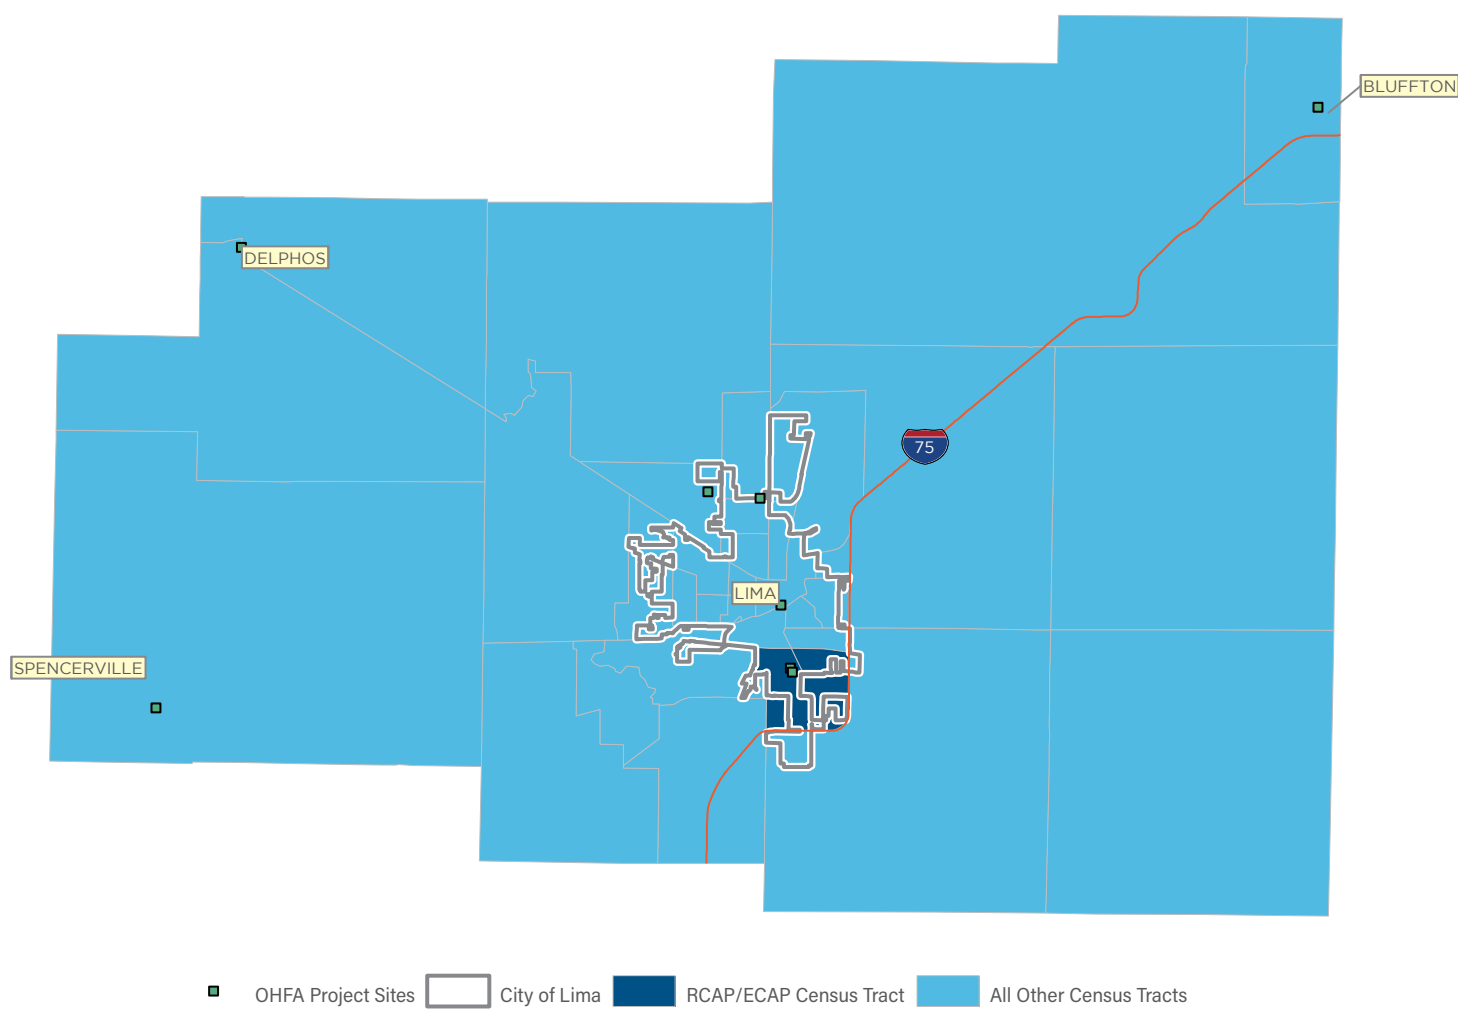 BLUFFTON
DELPHOS
75
LIMA
SPENCERVILLE
OHFA Project Sites
City of Lima
RCAP/ECAP Census Tract
All Other Census Tracts